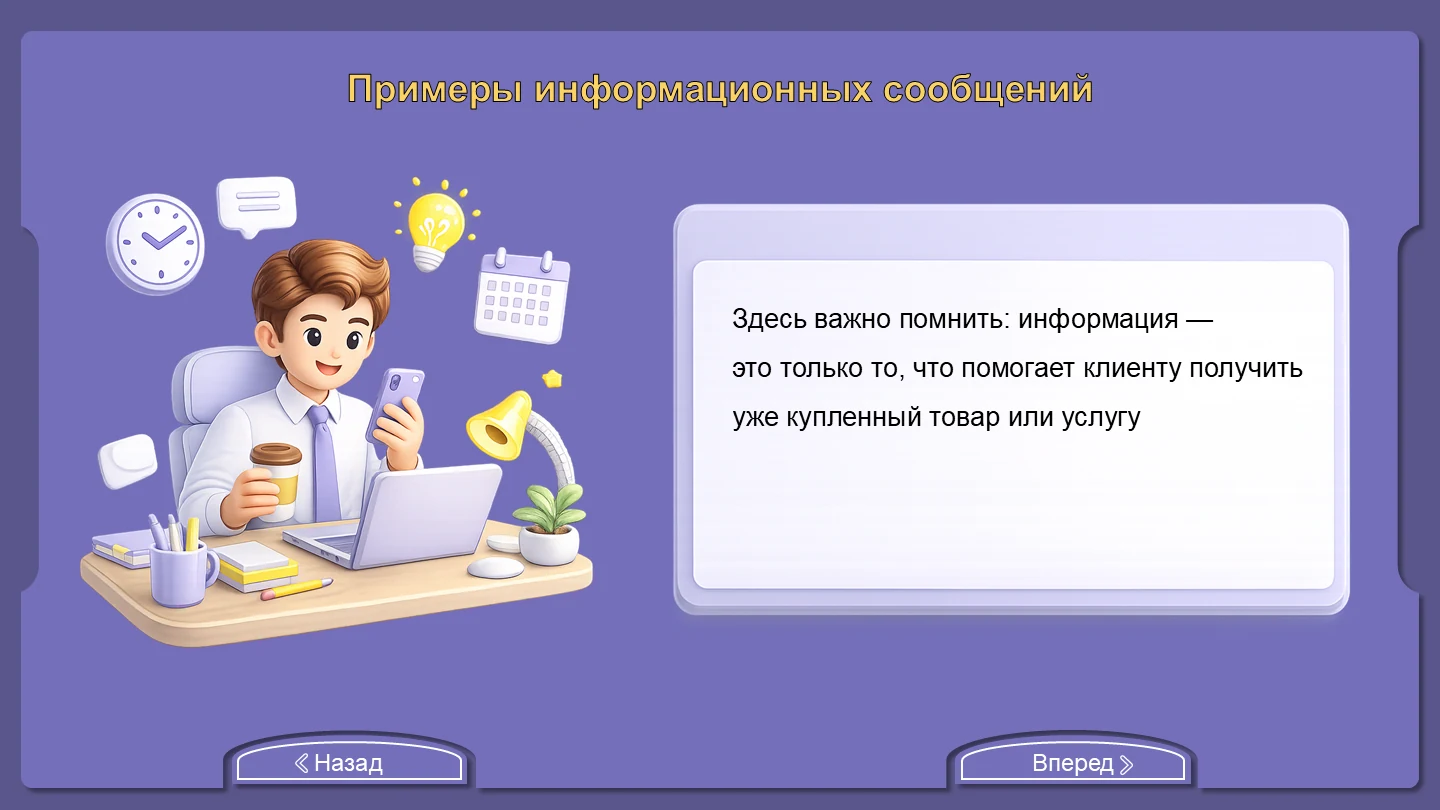 Примеры информационных сообщений
Здесь важно помнить: информация —
это только то, что помогает клиенту получить
уже купленный товар или услугу
Назад
Вперед